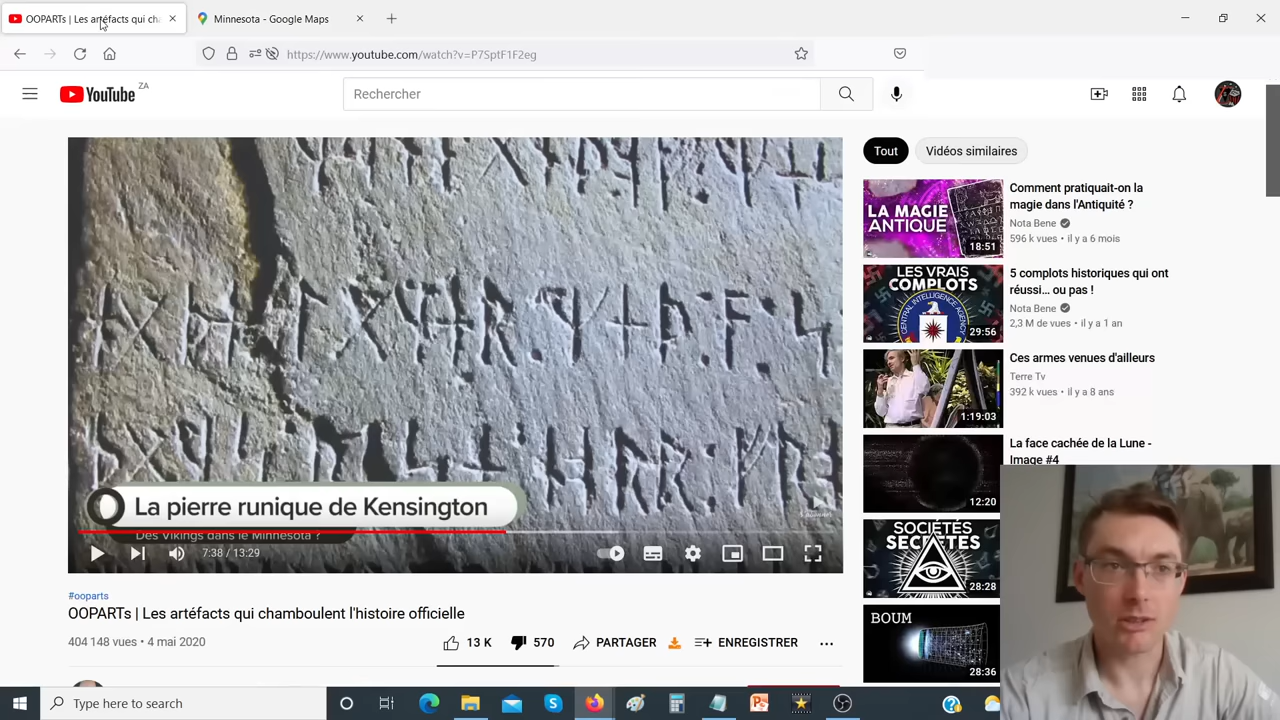 OOPARTs | Les artéfacts qui cha
Minnesota - Google Maps
https://www.youtube.com/watch?v=P7SptF1F2eg
YouTube ZA
Rechercher
Tout
Vidéos similaires
LA MAGIE
ANTIQUE
18:51
Comment pratiquait-on la
magie dans l'Antiquité ?
Nota Bene
596 k vues • il y a 6 mois
LES VRAIS
COMPLOTS
29:56
5 complots historiques qui ont
réussi... ou pas !
Nota Bene
2,3 M de vues • il y a 1 an
1:19:03
Ces armes venues d'ailleurs
Terre Tv
392 k vues • il y a 8 ans
12:20
La face cachée de la Lune -
Image #4
SOCIÉTÉS
SECRÈTES
28:28
BOUM
28:36
La pierre runique de Kensington
Des Vikings dans le Minnesota ?
7:38 / 13:29
#ooparts
OOPARTs | Les artéfacts qui chamboulent l'histoire officielle
404 148 vues • 4 mai 2020
13 K
570
PARTAGER
ENREGISTRER
Type here to search